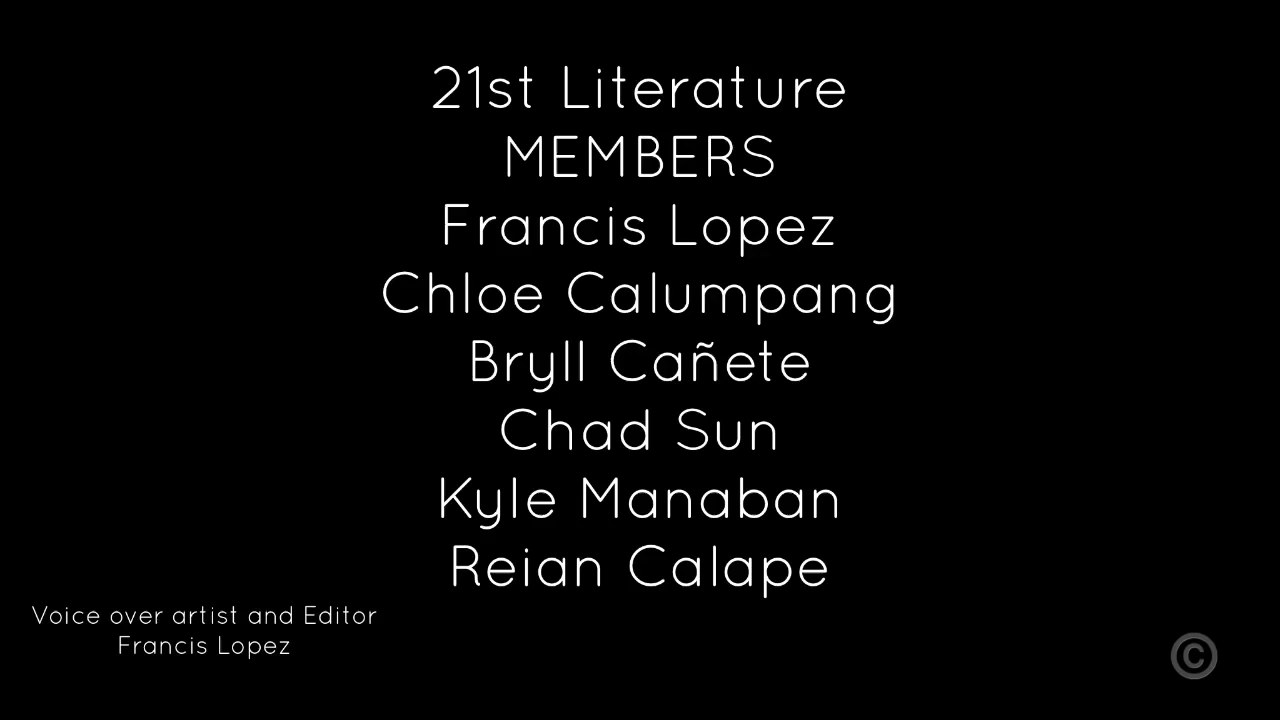 21st Literature
MEMBERS
Francis Lopez
Chloe Calumpang
Bryll Cañete
Chad Sun
Kyle Manaban
Reian Calape
Voice over artist and Editor
Francis Lopez
©